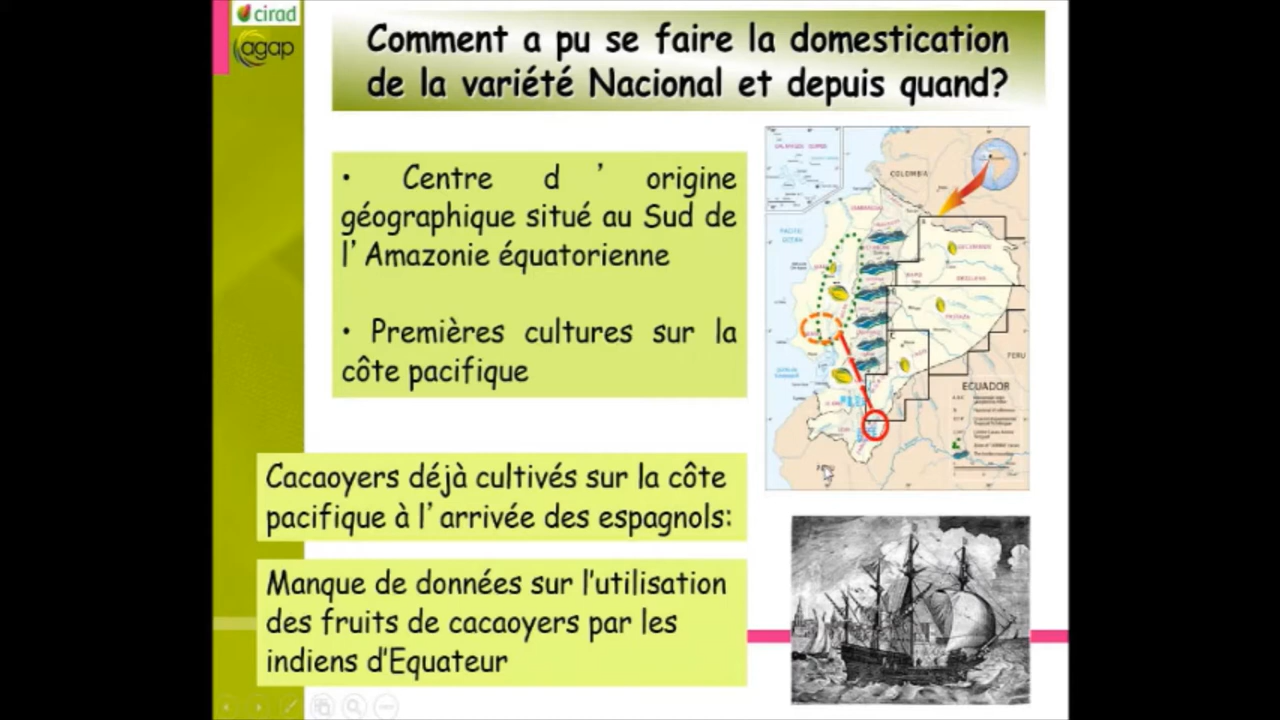 cirad
agap
Comment a pu se faire la domestication
de la variété Nacional et depuis quand?
• Centre d ’ origine
géographique situé au Sud de
l’ Amazonie équatorienne
• Premières cultures sur la
côte pacifique
Cacaoyers déjà cultivés sur la côte
pacifique à l’ arrivée des espagnols:
Manque de données sur l'utilisation
des fruits de cacaoyers par les
indiens d'Equateur
COLOMBIA
PERU
ECUADOR